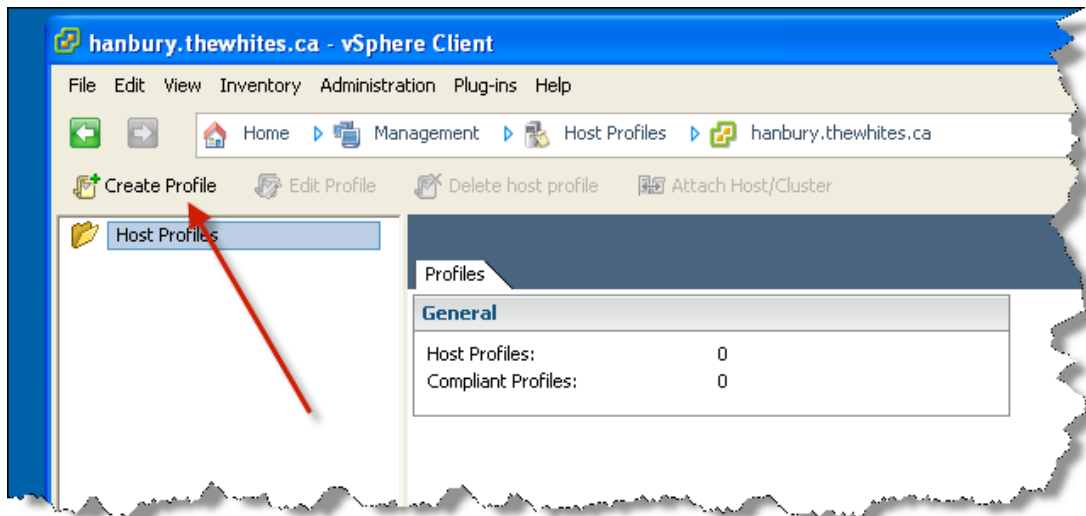 hanbury.thewhites.ca - vSphere Client
File Edit View Inventory Administration Plug-ins Help
Home Management Host Profiles hanbury.thewhites.ca
Create Profile Edit Profile Delete host profile Attach Host/Cluster
Host Profiles
Profiles
General
Host Profiles: 0
Compliant Profiles: 0